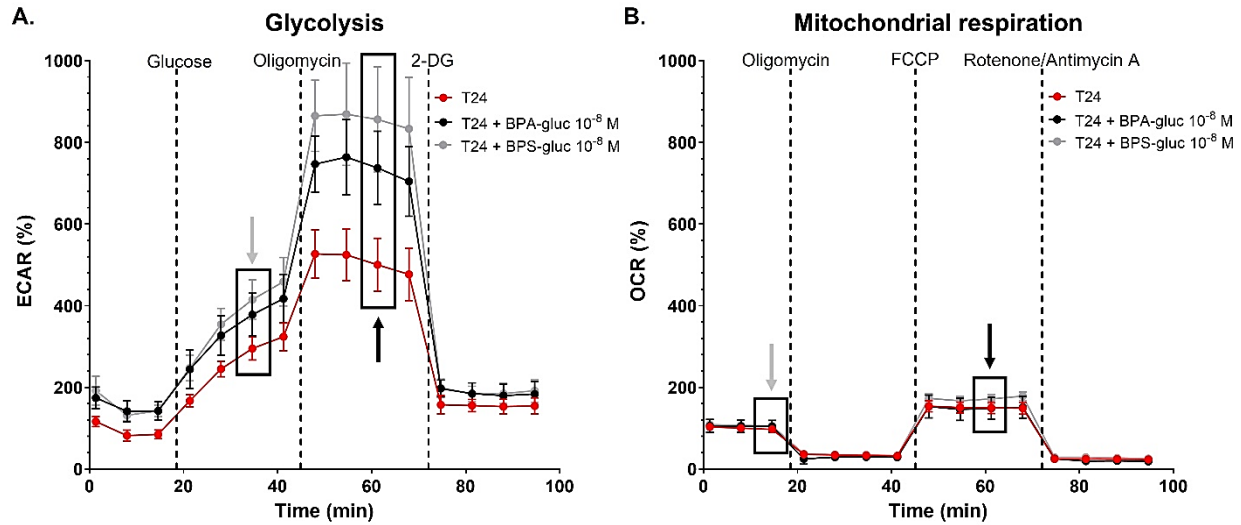 A.
Glycolysis
Glucose
Oligomycin
2-DG
1000
800
600
400
200
0
ECAR (%)
T24
T24 + BPA-gluc 10⁻⁸ M
T24 + BPS-gluc 10⁻⁸ M
0 20 40 60 80 100
Time (min)
B.
Mitochondrial respiration
Oligomycin
FCCP
Rotenone/Antimycin A
1000
800
600
400
200
0
OCR (%)
T24
T24 + BPA-gluc 10⁻⁸ M
T24 + BPS-gluc 10⁻⁸ M
0 20 40 60 80 100
Time (min)